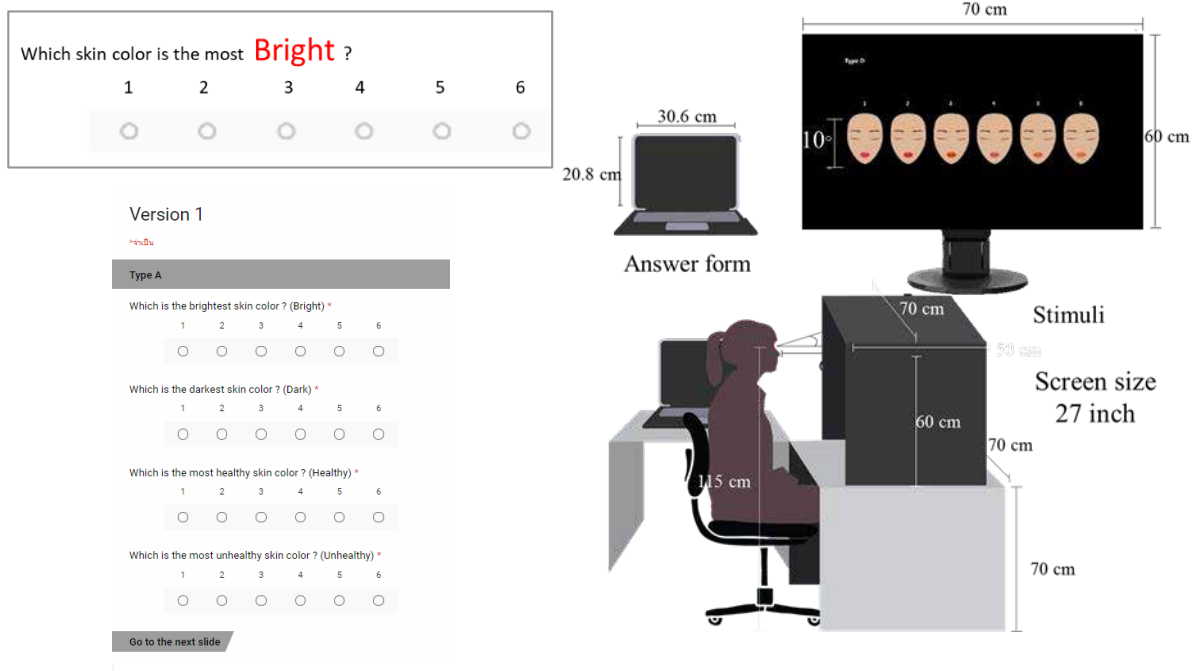 Which skin color is the most Bright ?
1 2 3 4 5 6
Version 1
*จำเป็น
Type A
Which is the brightest skin color ? (Bright) *
1 2 3 4 5 6
Which is the darkest skin color ? (Dark) *
1 2 3 4 5 6
Which is the most healthy skin color ? (Healthy) *
1 2 3 4 5 6
Which is the most unhealthy skin color ? (Unhealthy) *
1 2 3 4 5 6
Go to the next slide
30.6 cm
20.8 cm
Answer form
70 cm
Type D
1 2 3 4 5 6
10°
60 cm
Stimuli
70 cm
50 cm
Screen size
27 inch
60 cm
70 cm
115 cm
70 cm